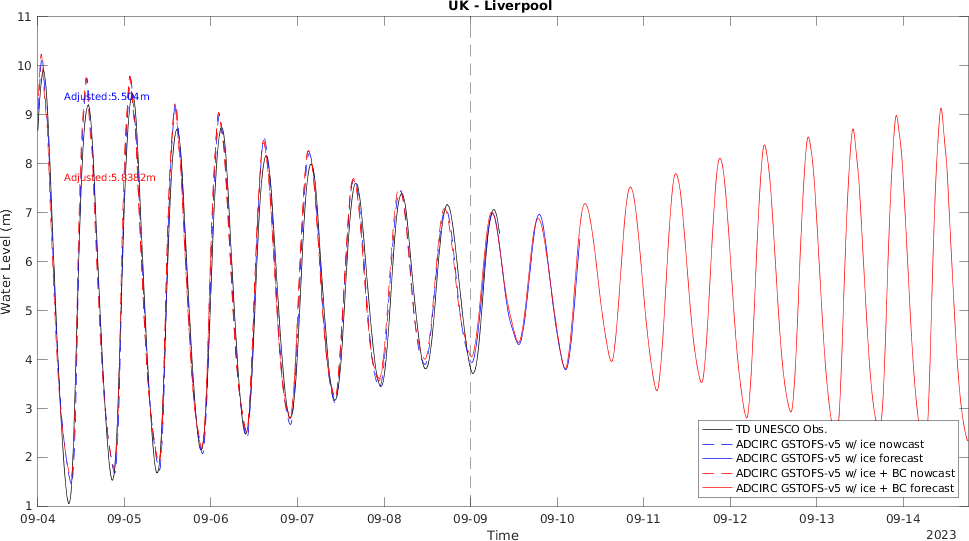 UK - Liverpool
11
10
9
8
7
6
5
4
3
2
1
Water Level (m)
Adjusted:5.504m
Adjusted:5.8382m
TD UNESCO Obs.
ADCIRC GSTOFS-v5 w/ ice nowcast
ADCIRC GSTOFS-v5 w/ ice forecast
ADCIRC GSTOFS-v5 w/ ice + BC nowcast
ADCIRC GSTOFS-v5 w/ ice + BC forecast
09-04 09-05 09-06 09-07 09-08 09-09 09-10 09-11 09-12 09-13 09-14
Time
2023